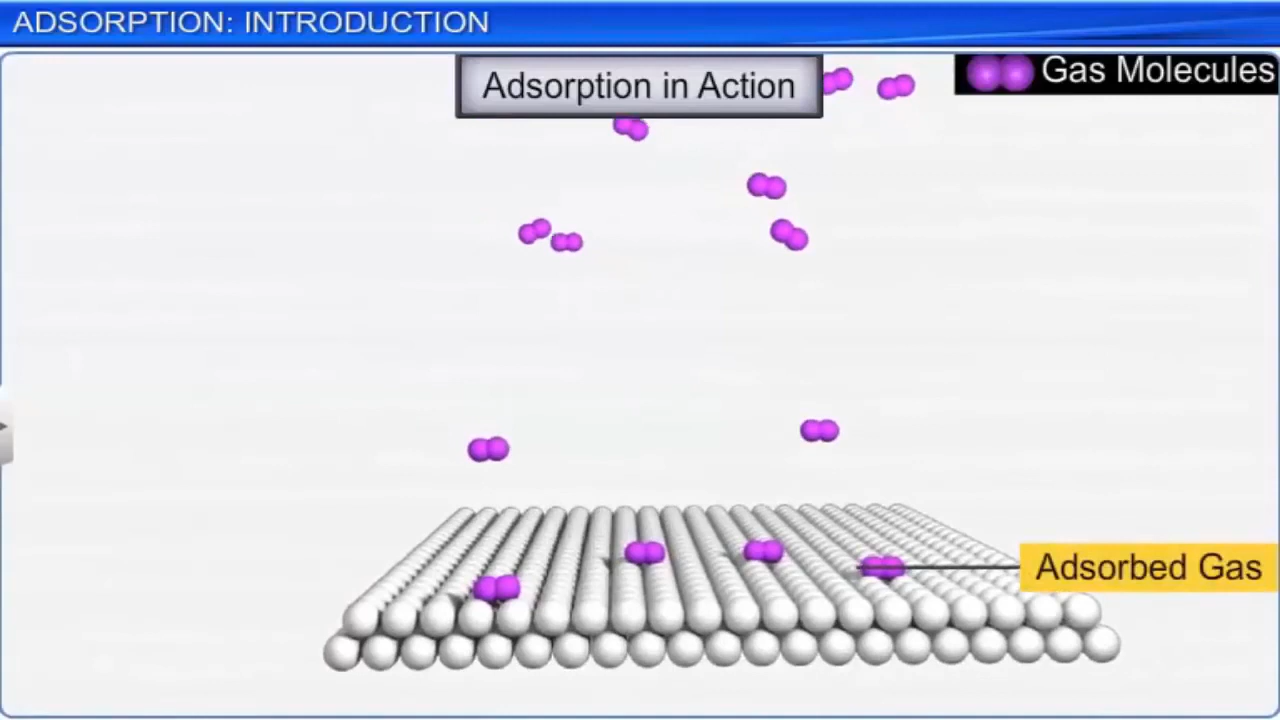 ADSORPTION: INTRODUCTION
Adsorption in Action
Gas Molecules
Adsorbed Gas